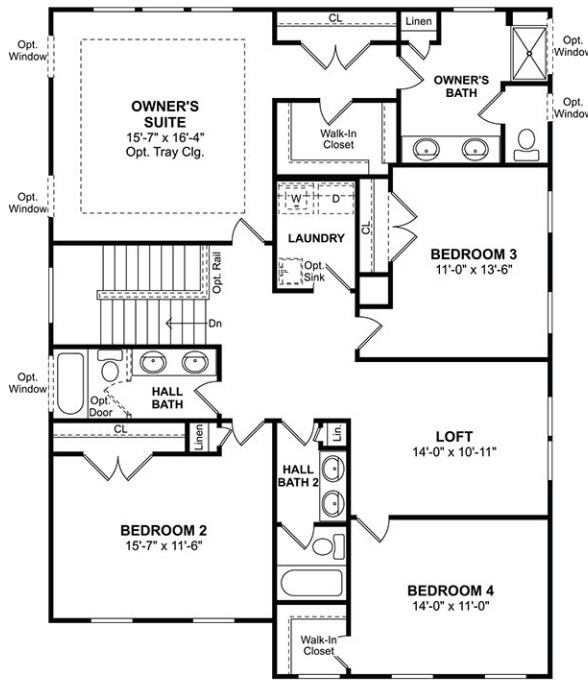 CL
Linen
Opt.
Window
Opt.
Window
OWNER'S
BATH
OWNER'S
SUITE
15'-7" x 16'-4"
Opt. Tray Clg.
Opt.
Window
Walk-In
Closet
Opt.
Window
W
D
LAUNDRY
CL
BEDROOM 3
11'-0" x 13'-6"
Opt. Rail
Opt.
Sink
Dn
Opt.
Window
Opt.
Door
HALL
BATH
CL
Linen
Lin.
LOFT
14'-0" x 10'-11"
HALL
BATH 2
BEDROOM 2
15'-7" x 11'-6"
BEDROOM 4
14'-0" x 11'-0"
Walk-In
Closet